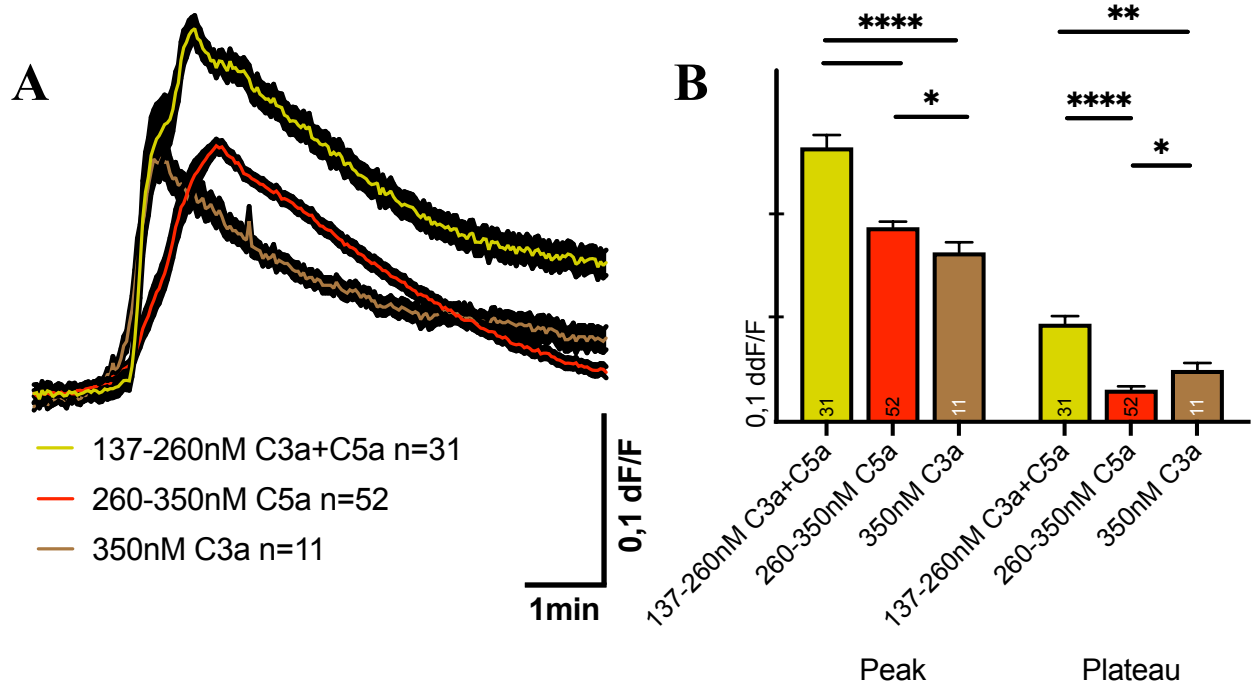 A
137-260nM C3a+C5a n=31
260-350nM C5a n=52
350nM C3a n=11
0,1 dF/F
1min
B
****
**
****
*
*
0,1 ddF/F
31
52
11
31
52
11
137-260nM C3a+C5a
260-350nM C5a
350nM C3a
137-260nM C3a+C5a
260-350nM C5a
350nM C3a
Peak
Plateau